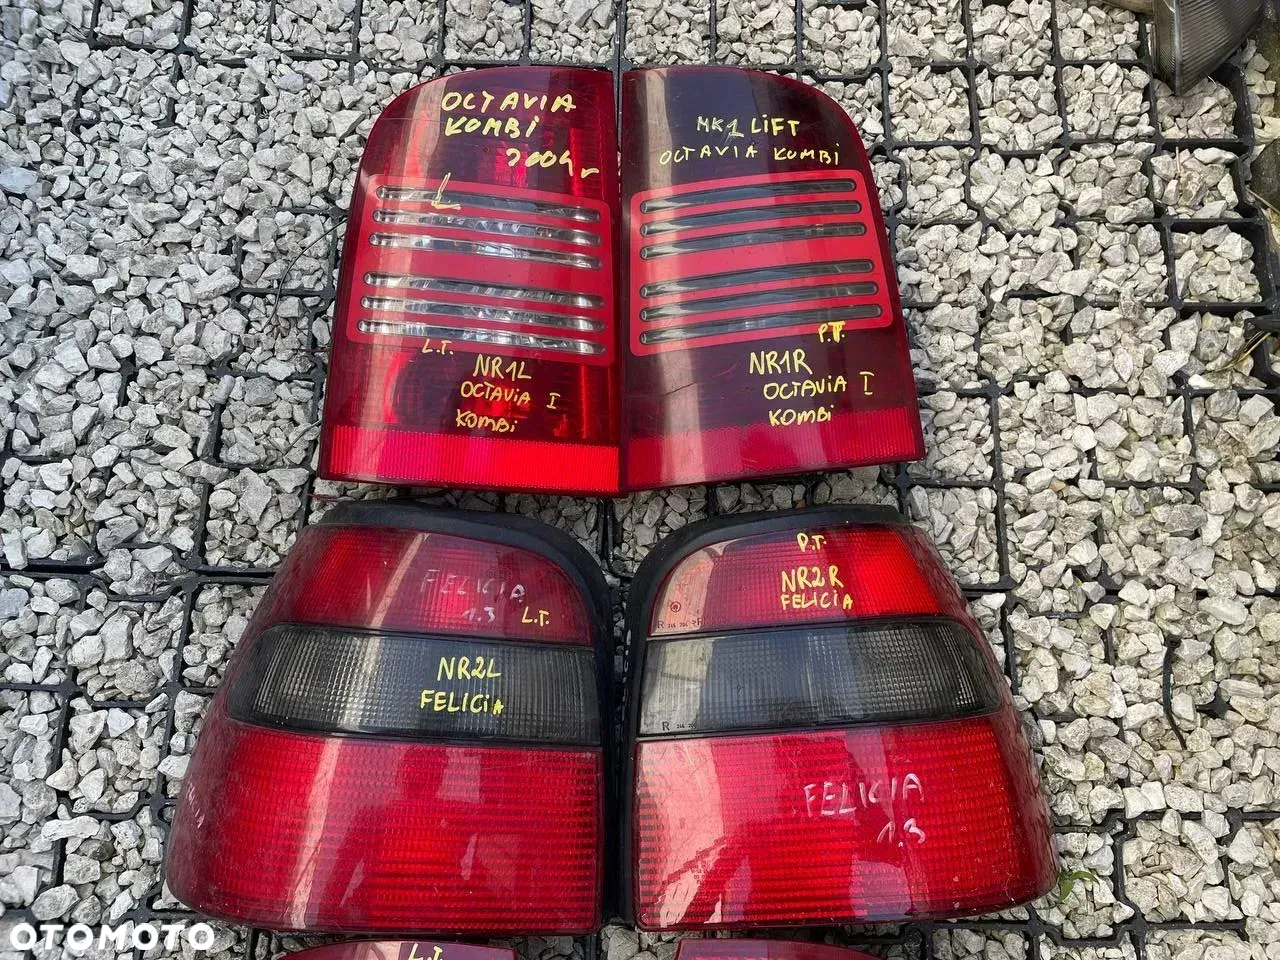 OCTAVIA
KOMBi
2004r
L
L.T.
NR1L
OCTAViA I
KOMBi
MK1 LiFT
OCTAVIA KOMBi
P.T.
NR1R
OCTAVIA I
KOMBi
FELICIA
1.3
L.T.
NR2L
FELICiA
P.T.
NR2R
FELICIA
R
R
FELICIA
1.3
OTOMOTO
L.T.